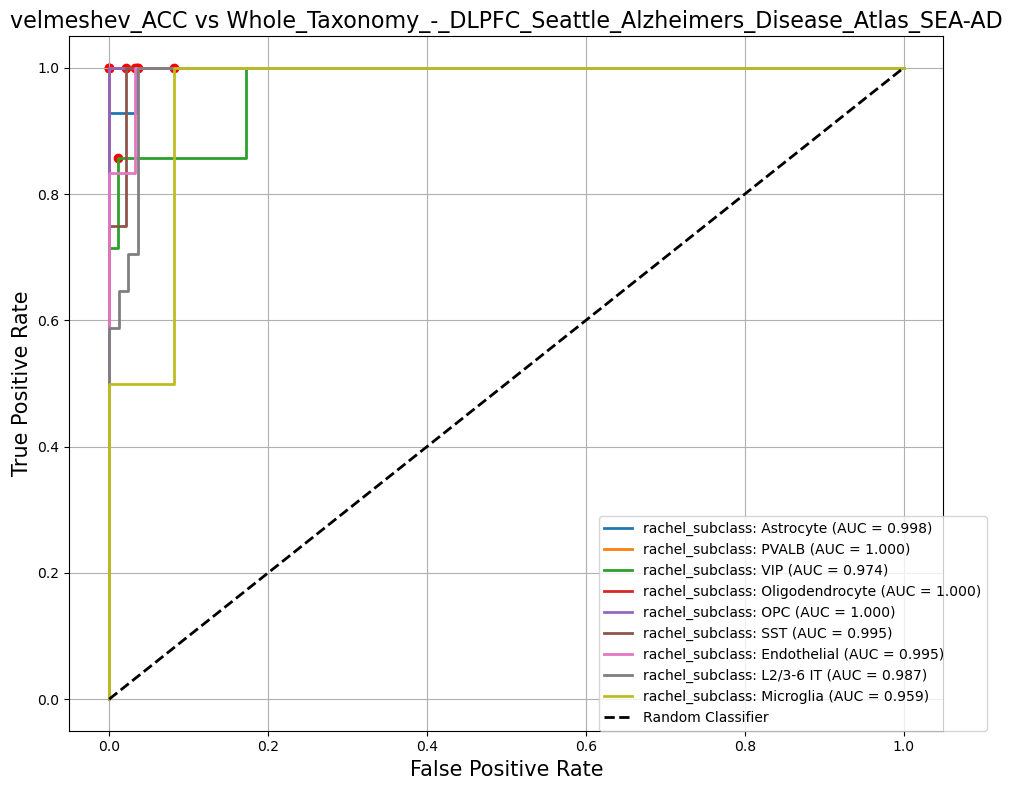 velmeshev_ACC vs Whole_Taxonomy_-_DLPFC_Seattle_Alzheimers_Disease_Atlas_SEA-AD
1.0
0.8
0.6
0.4
0.2
0.0
True Positive Rate
rachel_subclass: Astrocyte (AUC = 0.998)
rachel_subclass: PVALB (AUC = 1.000)
rachel_subclass: VIP (AUC = 0.974)
rachel_subclass: Oligodendrocyte (AUC = 1.000)
rachel_subclass: OPC (AUC = 1.000)
rachel_subclass: SST (AUC = 0.995)
rachel_subclass: Endothelial (AUC = 0.995)
rachel_subclass: L2/3-6 IT (AUC = 0.987)
rachel_subclass: Microglia (AUC = 0.959)
Random Classifier
0.0 0.2 0.4 0.6 0.8 1.0
False Positive Rate